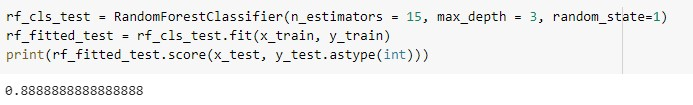 rf_cls_test = RandomForestClassifier(n_estimators = 15, max_depth = 3, random_state=1)
rf_fitted_test = rf_cls_test.fit(x_train, y_train)
print(rf_fitted_test.score(x_test, y_test.astype(int)))
0.8888888888888888